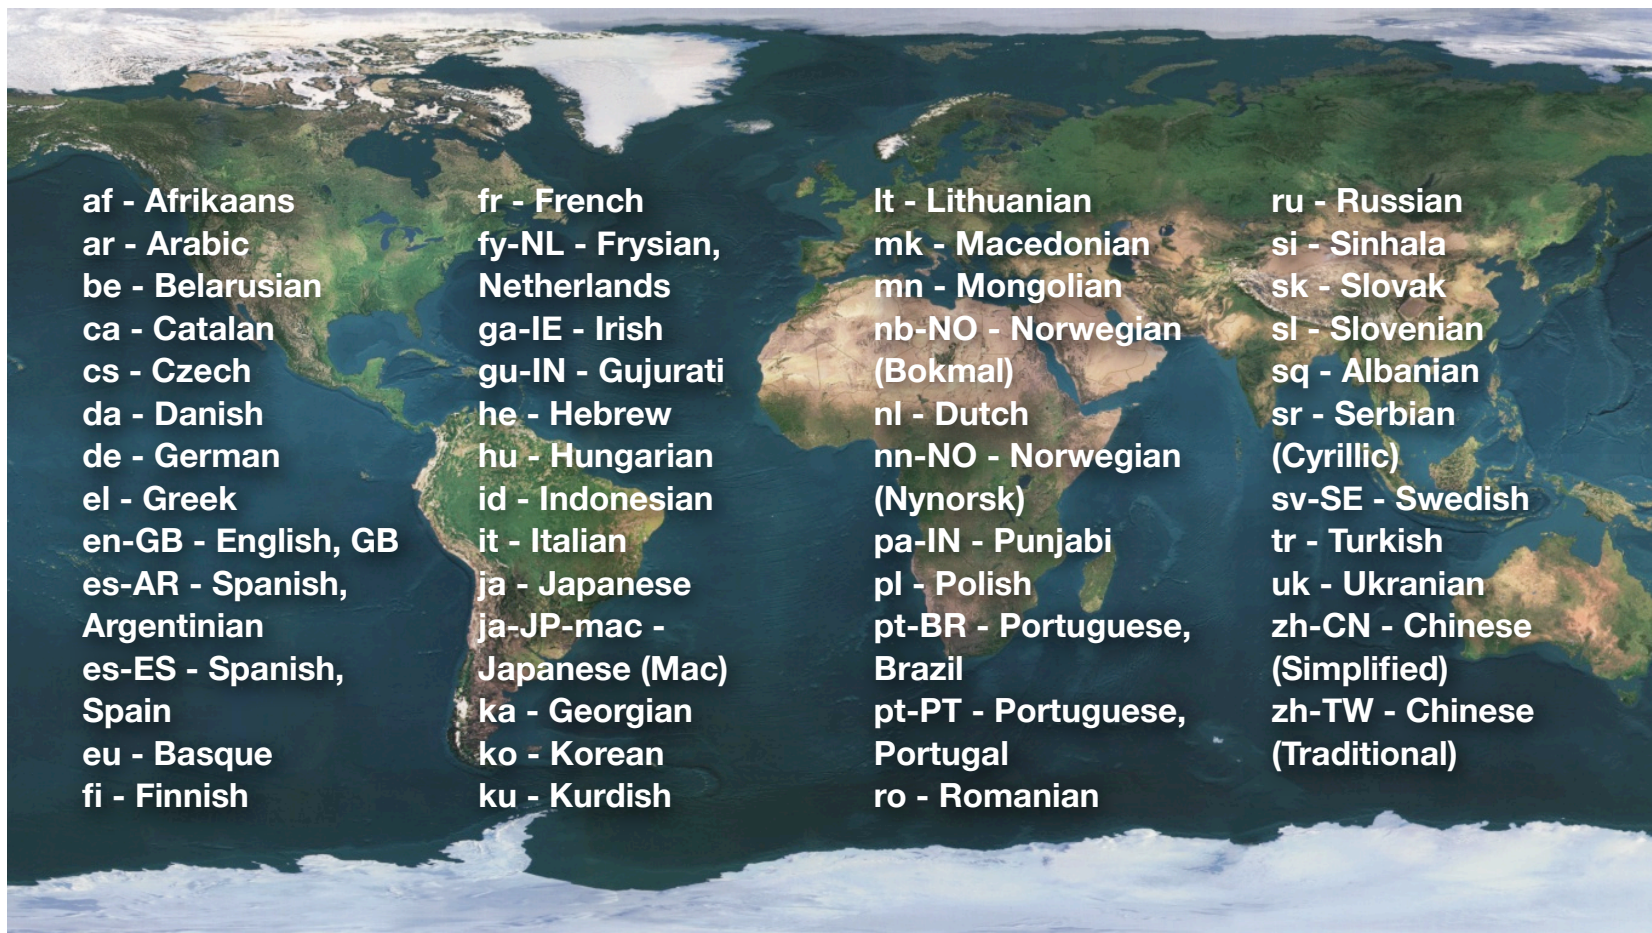 af - Afrikaans
ar - Arabic
be - Belarusian
ca - Catalan
cs - Czech
da - Danish
de - German
el - Greek
en-GB - English, GB
es-AR - Spanish,
Argentinian
es-ES - Spanish,
Spain
eu - Basque
fi - Finnish
fr - French
fy-NL - Frysian,
Netherlands
ga-IE - Irish
gu-IN - Gujurati
he - Hebrew
hu - Hungarian
id - Indonesian
it - Italian
ja - Japanese
ja-JP-mac -
Japanese (Mac)
ka - Georgian
ko - Korean
ku - Kurdish
lt - Lithuanian
mk - Macedonian
mn - Mongolian
nb-NO - Norwegian
(Bokmal)
nl - Dutch
nn-NO - Norwegian
(Nynorsk)
pa-IN - Punjabi
pl - Polish
pt-BR - Portuguese,
Brazil
pt-PT - Portuguese,
Portugal
ro - Romanian
ru - Russian
si - Sinhala
sk - Slovak
sl - Slovenian
sq - Albanian
sr - Serbian
(Cyrillic)
sv-SE - Swedish
tr - Turkish
uk - Ukranian
zh-CN - Chinese
(Simplified)
zh-TW - Chinese
(Traditional)